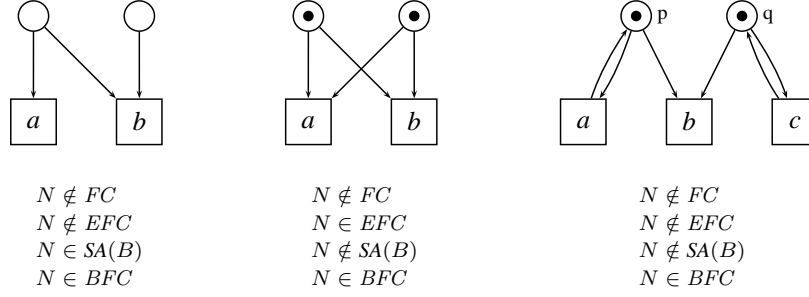 p q
a b a b a b c
N ∉ FC N ∉ FC N ∉ FC
N ∉ EFC N ∈ EFC N ∉ EFC
N ∈ SA(B) N ∉ SA(B) N ∉ SA(B)
N ∈ BFC N ∈ BFC N ∈ BFC